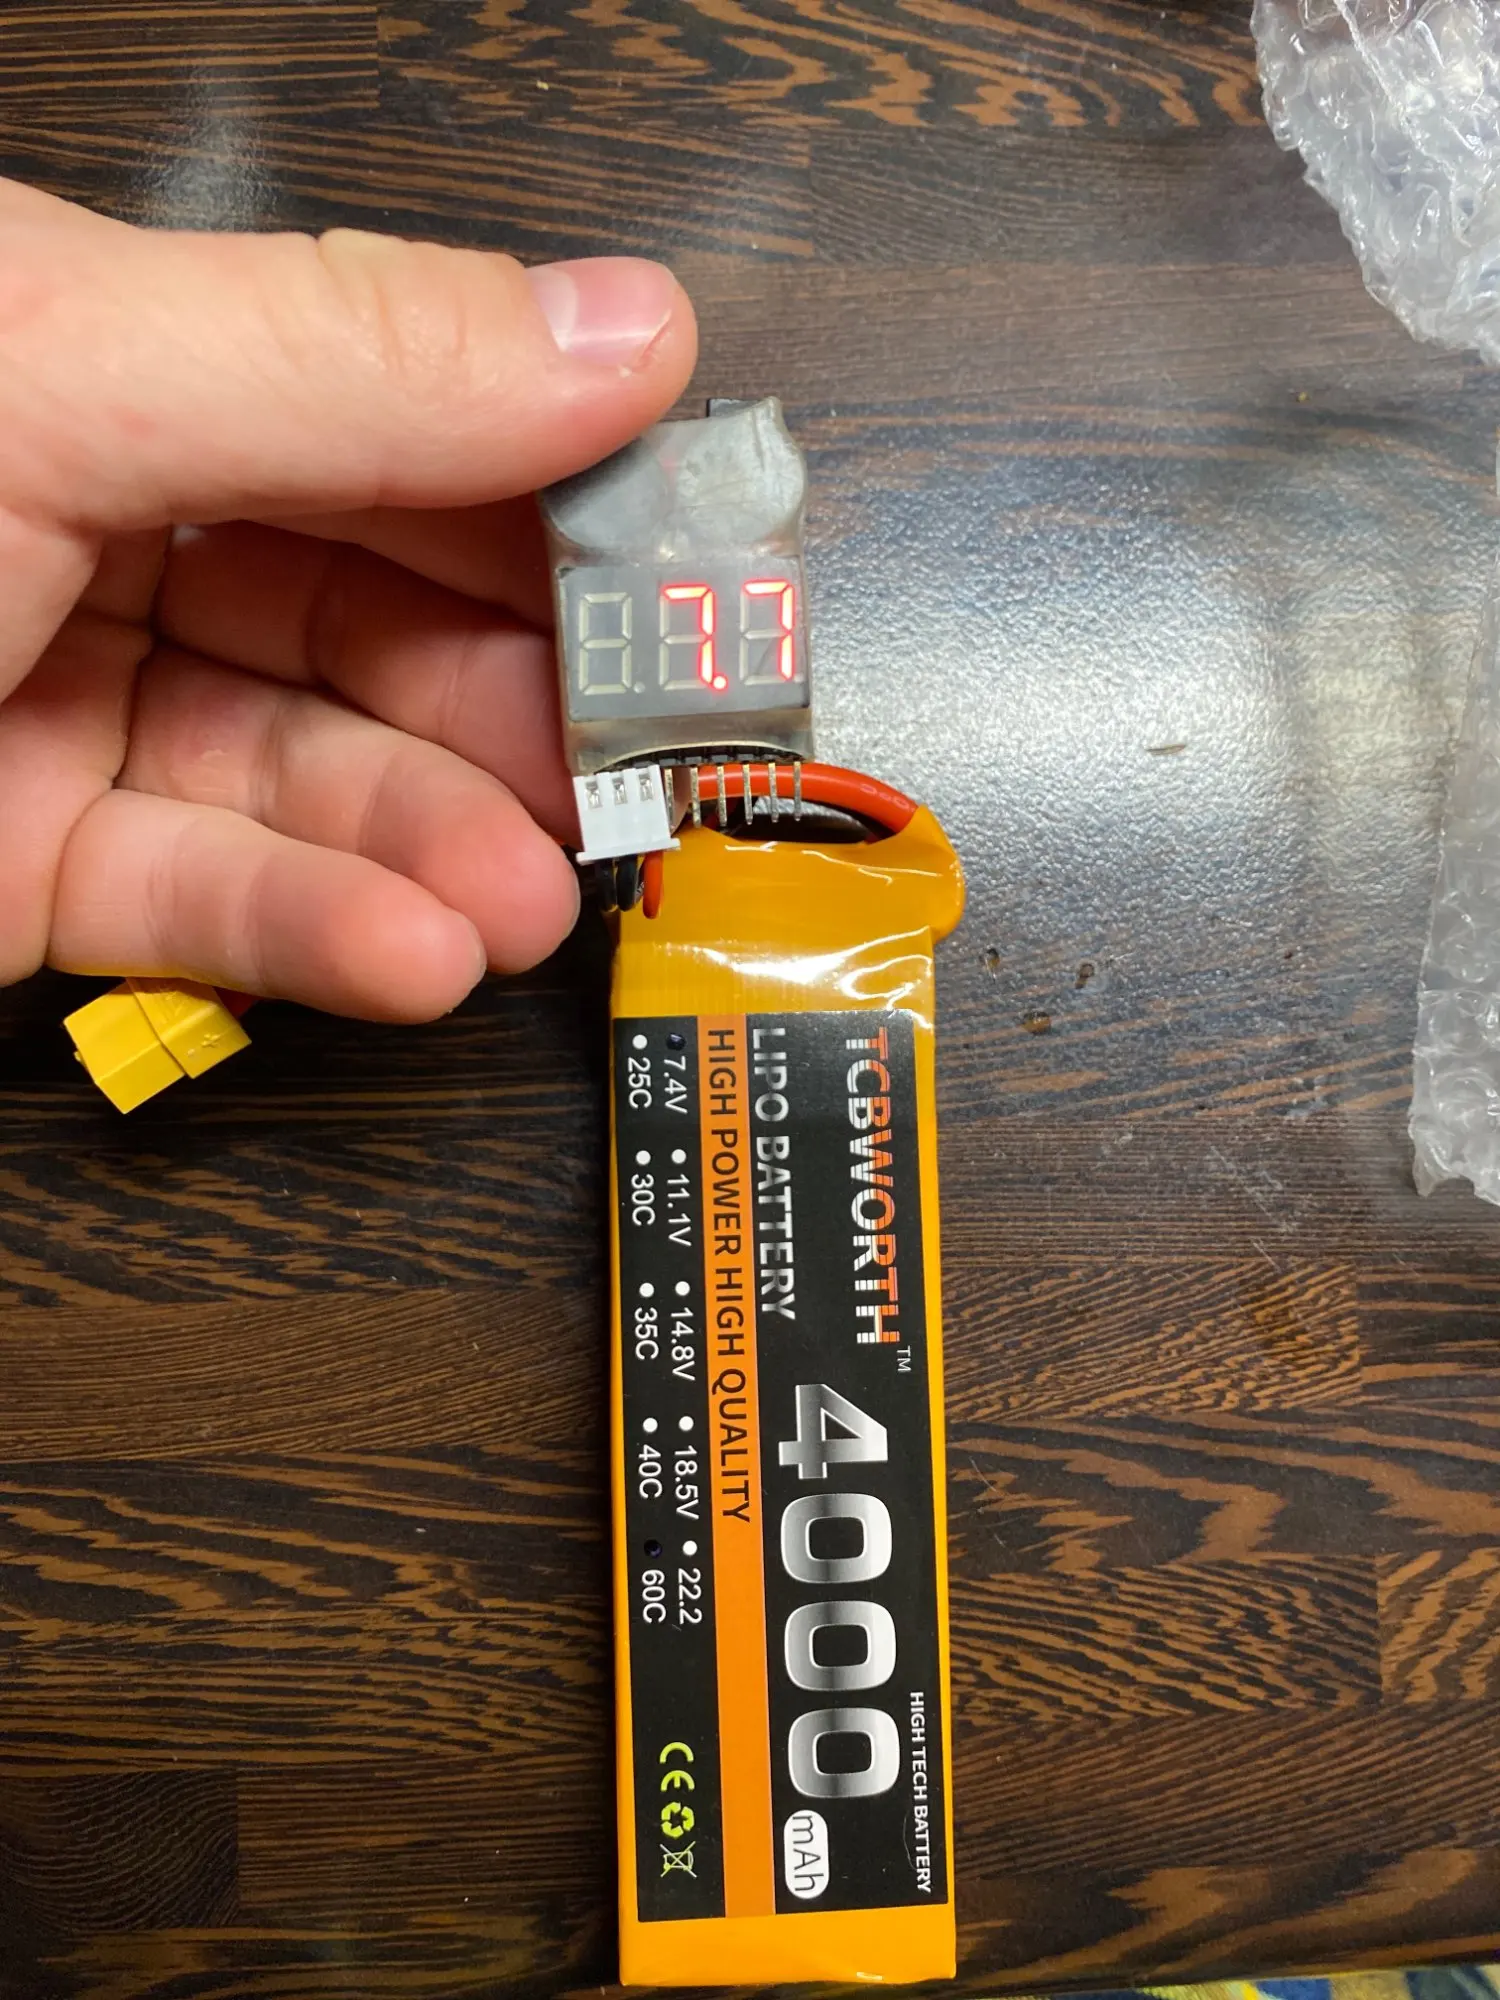 7.7
TCBWORTH™
LIPO BATTERY
4000 mAh
HIGH TECH BATTERY
HIGH POWER HIGH QUALITY
7.4V 11.1V 14.8V 18.5V 22.2
25C 30C 35C 40C 60C
CE